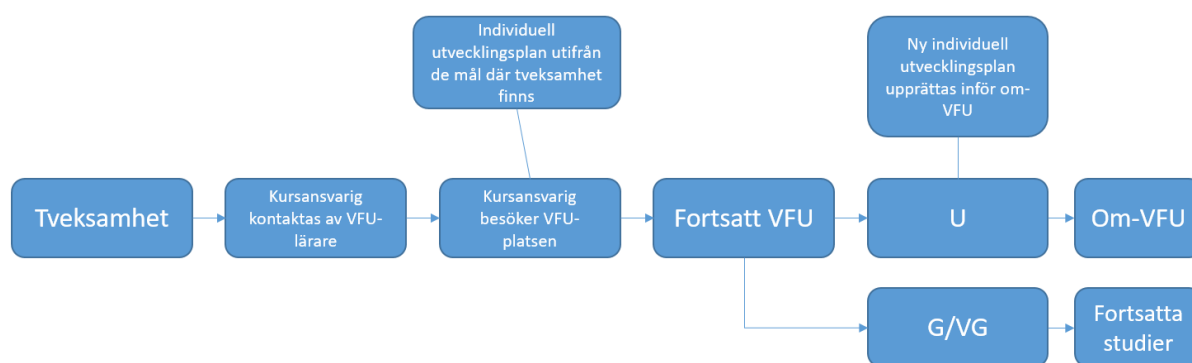 Individuell
utvecklingsplan utifrån
de mål där tveksamhet
finns
Ny individuell
utvecklingsplan
upprättas inför om-
VFU
Tveksamhet
Kursansvarig
kontaktas av VFU-
lärare
Kursansvarig
besöker VFU-
platsen
Fortsatt VFU
U
Om-VFU
G/VG
Fortsatta
studier